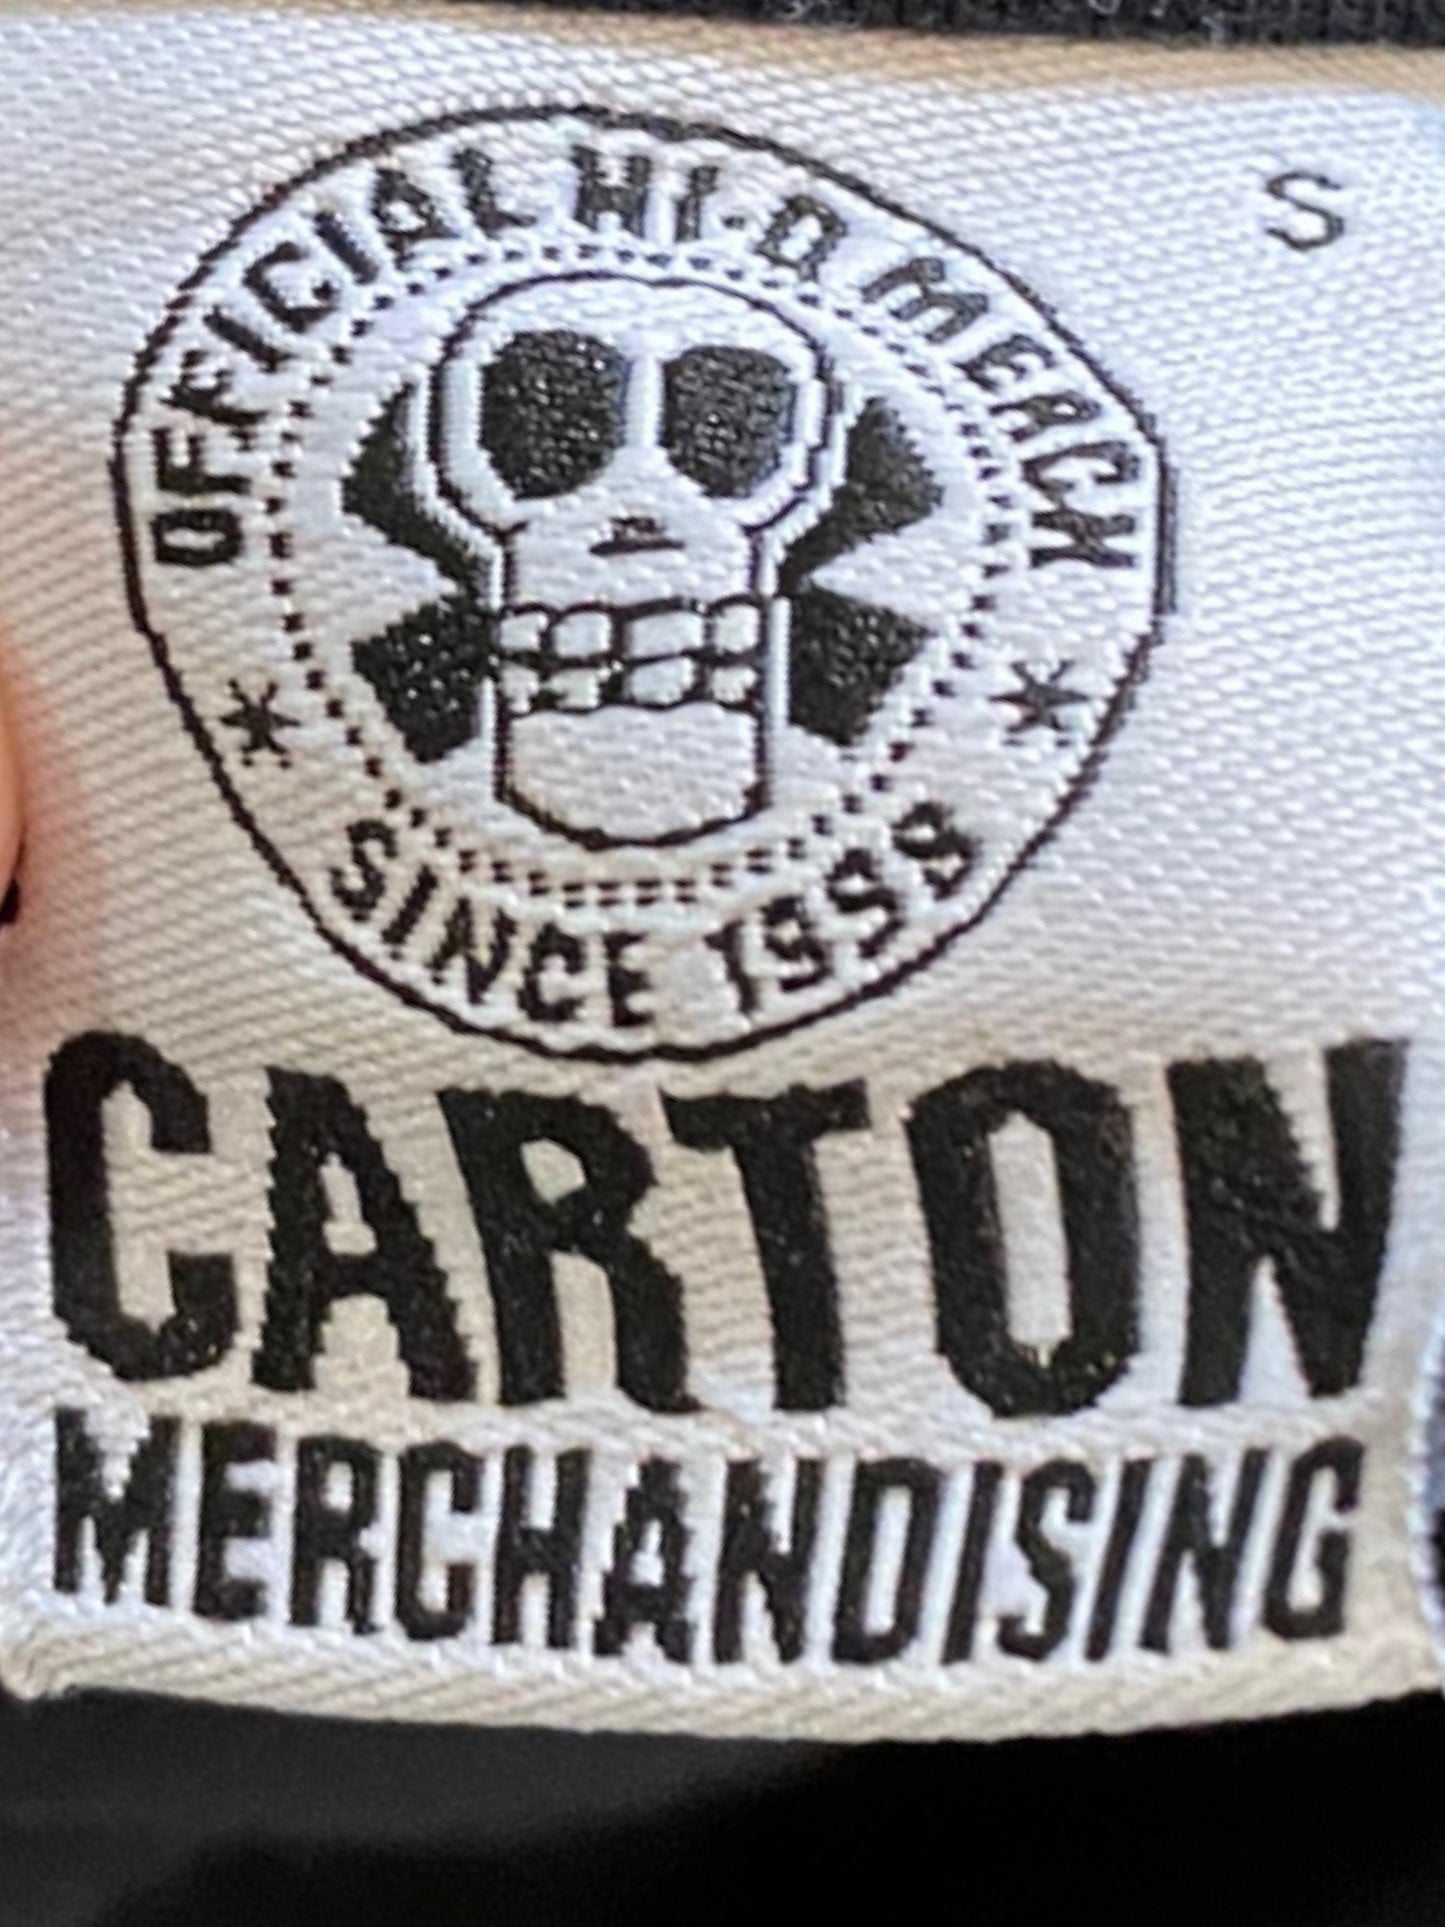 OFFICIAL HI-D MERCH
S
SINCE 1999
CARTON
MERCHANDISING